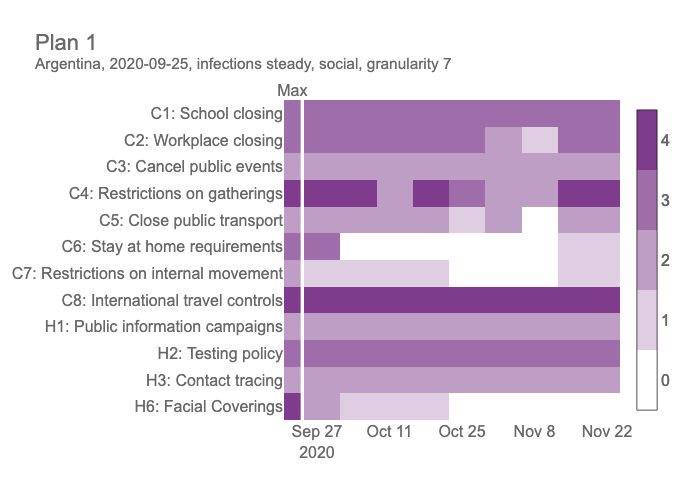 Plan 1
Argentina, 2020-09-25, infections steady, social, granularity 7
Max
C1: School closing
C2: Workplace closing
C3: Cancel public events
C4: Restrictions on gatherings
C5: Close public transport
C6: Stay at home requirements
C7: Restrictions on internal movement
C8: International travel controls
H1: Public information campaigns
H2: Testing policy
H3: Contact tracing
H6: Facial Coverings
Sep 27 Oct 11 Oct 25 Nov 8 Nov 22
2020
4
3
2
1
0